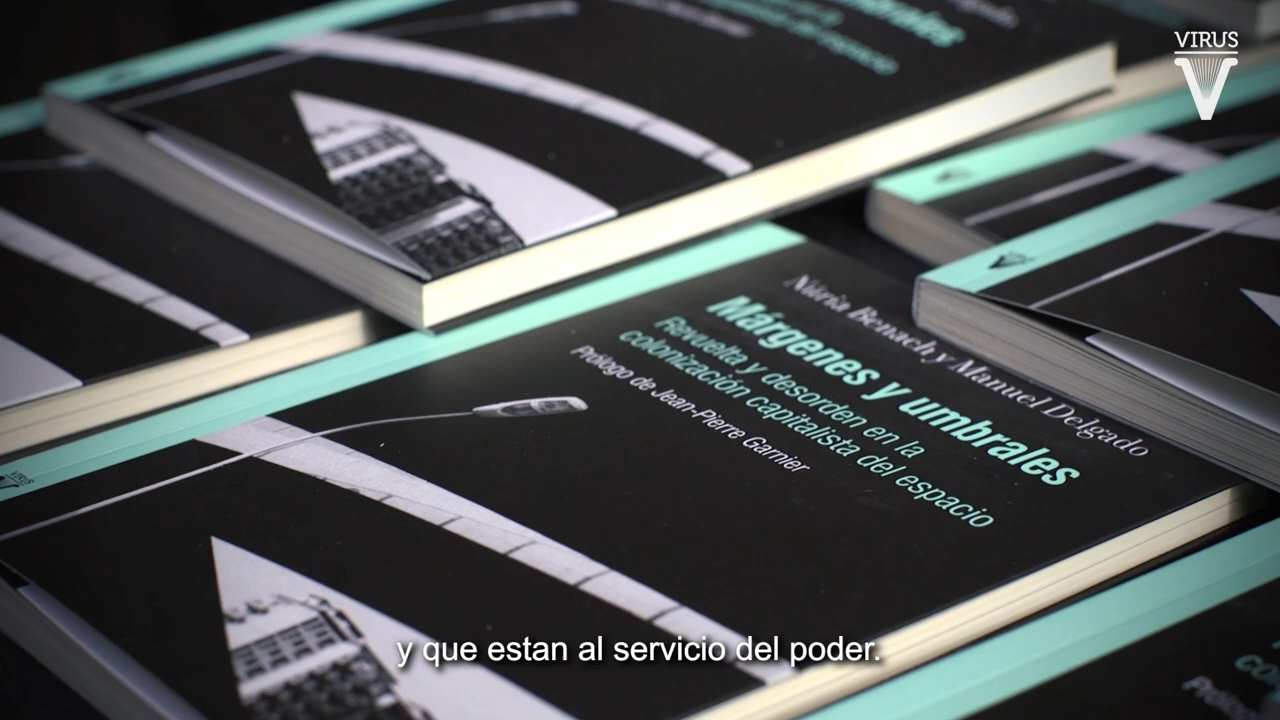 VIRUS
Núria Benach y Manuel Delgado
Márgenes y umbrales
Revuelta y desorden en la
colonización capitalista del espacio
Prólogo de Jean-Pierre Garnier
VIRUS
y que estan al servicio del poder.